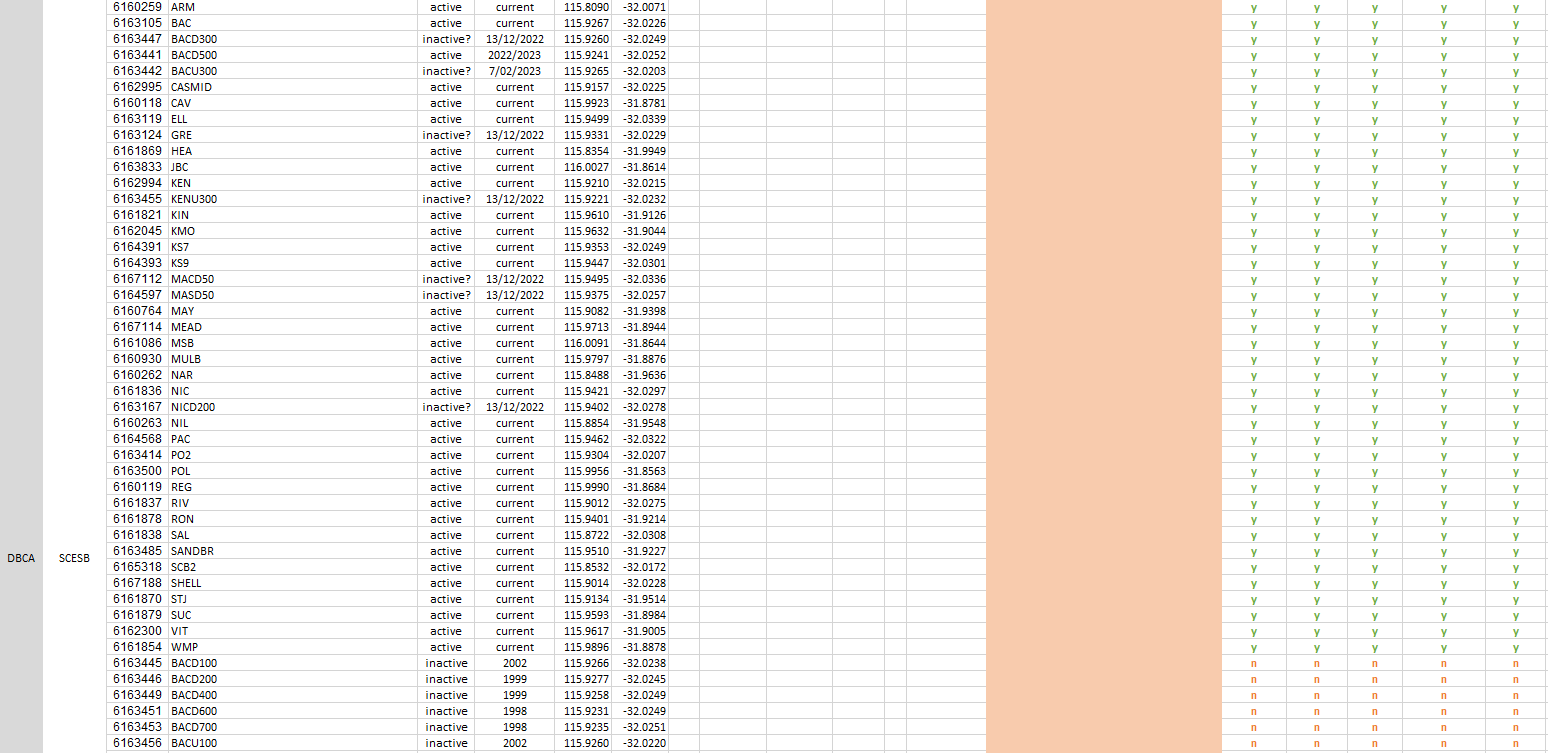 6160259 ARM active current 115.8090 -32.0071 y y y y y
6163105 BAC active current 115.9267 -32.0226 y y y y y
6163447 BACD300 inactive? 13/12/2022 115.9260 -32.0249 y y y y y
6163441 BACD500 active 2022/2023 115.9241 -32.0252 y y y y y
6163442 BACU300 inactive? 7/02/2023 115.9265 -32.0203 y y y y y
6162995 CASMID active current 115.9157 -32.0225 y y y y y
6160118 CAV active current 115.9923 -31.8781 y y y y y
6163119 ELL active current 115.9499 -32.0339 y y y y y
6163124 GRE inactive? 13/12/2022 115.9331 -32.0229 y y y y y
6161869 HEA active current 115.8354 -31.9949 y y y y y
6163833 JBC active current 116.0027 -31.8614 y y y y y
6162994 KEN active current 115.9210 -32.0215 y y y y y
6163455 KENU300 inactive? 13/12/2022 115.9221 -32.0232 y y y y y
6161821 KIN active current 115.9610 -31.9126 y y y y y
6162045 KMO active current 115.9632 -31.9044 y y y y y
6164391 KS7 active current 115.9353 -32.0249 y y y y y
6164393 KS9 active current 115.9447 -32.0301 y y y y y
6167112 MACD50 inactive? 13/12/2022 115.9495 -32.0336 y y y y y
6164597 MASD50 inactive? 13/12/2022 115.9375 -32.0257 y y y y y
6160764 MAY active current 115.9082 -31.9398 y y y y y
6167114 MEAD active current 115.9713 -31.8944 y y y y y
6161086 MSB active current 116.0091 -31.8644 y y y y y
6160930 MULB active current 115.9797 -31.8876 y y y y y
6160262 NAR active current 115.8488 -31.9636 y y y y y
6161836 NIC active current 115.9421 -32.0297 y y y y y
6163167 NICD200 inactive? 13/12/2022 115.9402 -32.0278 y y y y y
6160263 NIL active current 115.8854 -31.9548 y y y y y
6164568 PAC active current 115.9462 -32.0322 y y y y y
6163414 PO2 active current 115.9304 -32.0207 y y y y y
6163500 POL active current 115.9956 -31.8563 y y y y y
6160119 REG active current 115.9990 -31.8684 y y y y y
6161837 RIV active current 115.9012 -32.0275 y y y y y
6161878 RON active current 115.9401 -31.9214 y y y y y
6161838 SAL active current 115.8722 -32.0308 y y y y y
6163485 SANDBR active current 115.9510 -31.9227 y y y y y
DBCA SCESB
6165318 SCB2 active current 115.8532 -32.0172 y y y y y
6167188 SHELL active current 115.9014 -32.0228 y y y y y
6161870 STJ active current 115.9134 -31.9514 y y y y y
6161879 SUC active current 115.9593 -31.8984 y y y y y
6162300 VIT active current 115.9617 -31.9005 y y y y y
6161854 WMP active current 115.9896 -31.8878 y y y y y
6163445 BACD100 inactive 2002 115.9266 -32.0238 n n n n n
6163446 BACD200 inactive 1999 115.9277 -32.0245 n n n n n
6163449 BACD400 inactive 1999 115.9258 -32.0249 n n n n n
6163451 BACD600 inactive 1998 115.9231 -32.0249 n n n n n
6163453 BACD700 inactive 1998 115.9235 -32.0251 n n n n n
6163456 BACU100 inactive 2002 115.9260 -32.0220 n n n n n